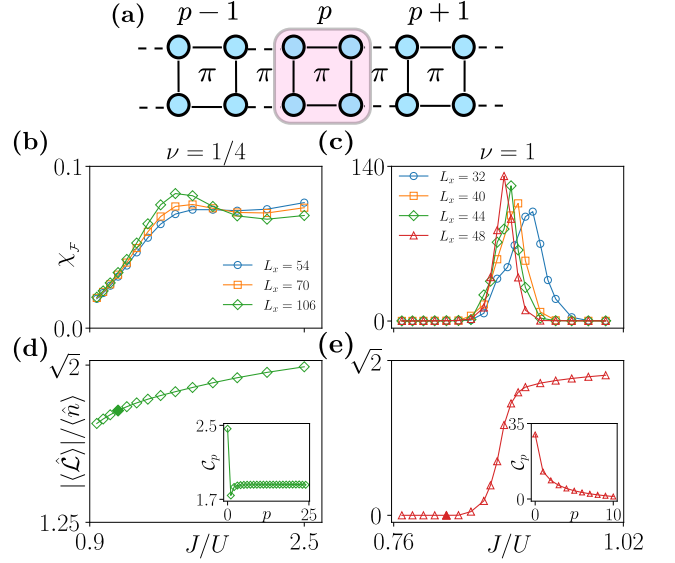 (a)
p − 1 p p + 1
π π π π π
(b) ν = 1/4
0.1
χ_F
0.0
L_x = 54
L_x = 70
L_x = 106
(c) ν = 1
140
0
L_x = 32
L_x = 40
L_x = 44
L_x = 48
(d)
√2
|⟨𝓛̂⟩|/⟨n̂⟩
1.25
0.9 J/U 2.5
2.5
C_p
1.7
0 p 25
(e)
√2
0
0.76 J/U 1.02
35
C_p
0
0 p 10